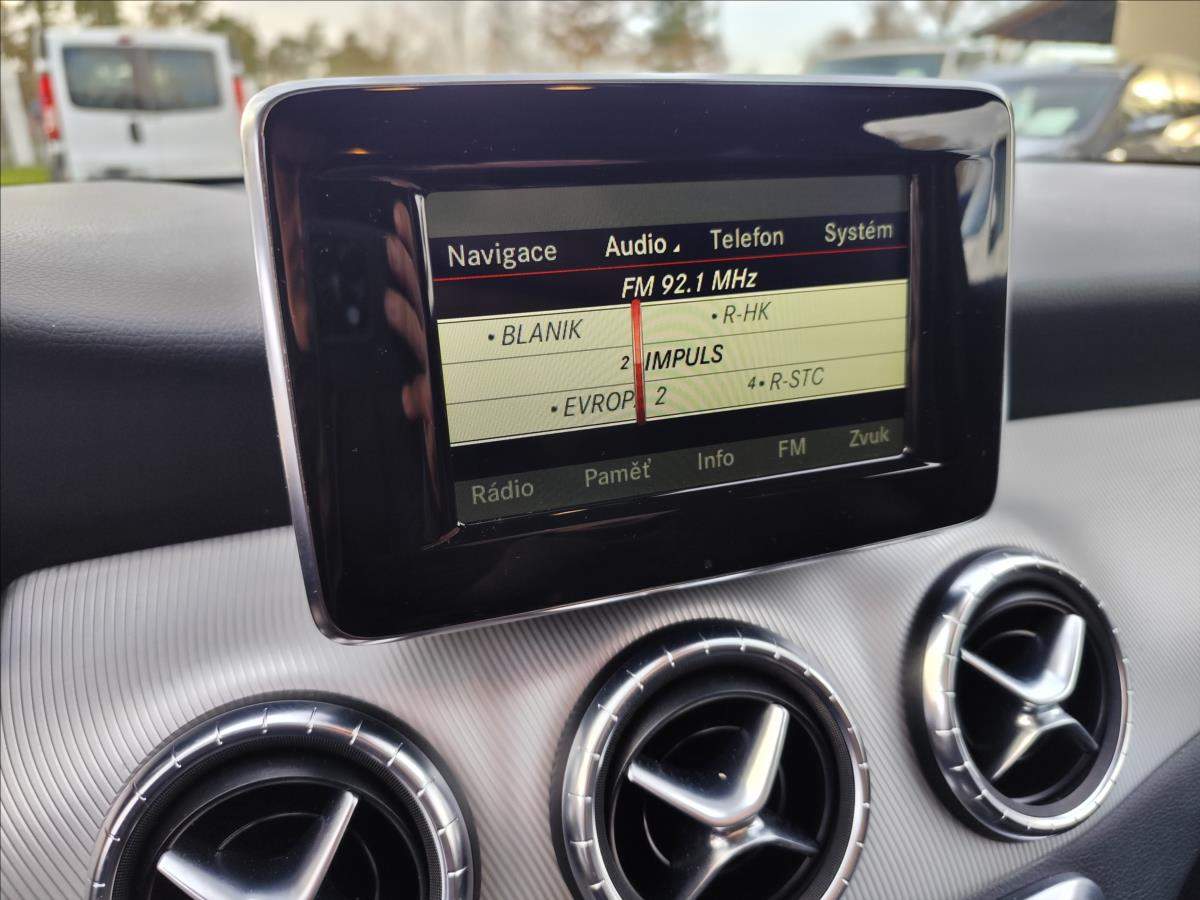 Navigace Audio Telefon Systém
FM 92.1 MHz
• BLANIK • R-HK
2 IMPULS
• EVROPA 2 4• R-STC
Rádio Paměť Info FM Zvuk